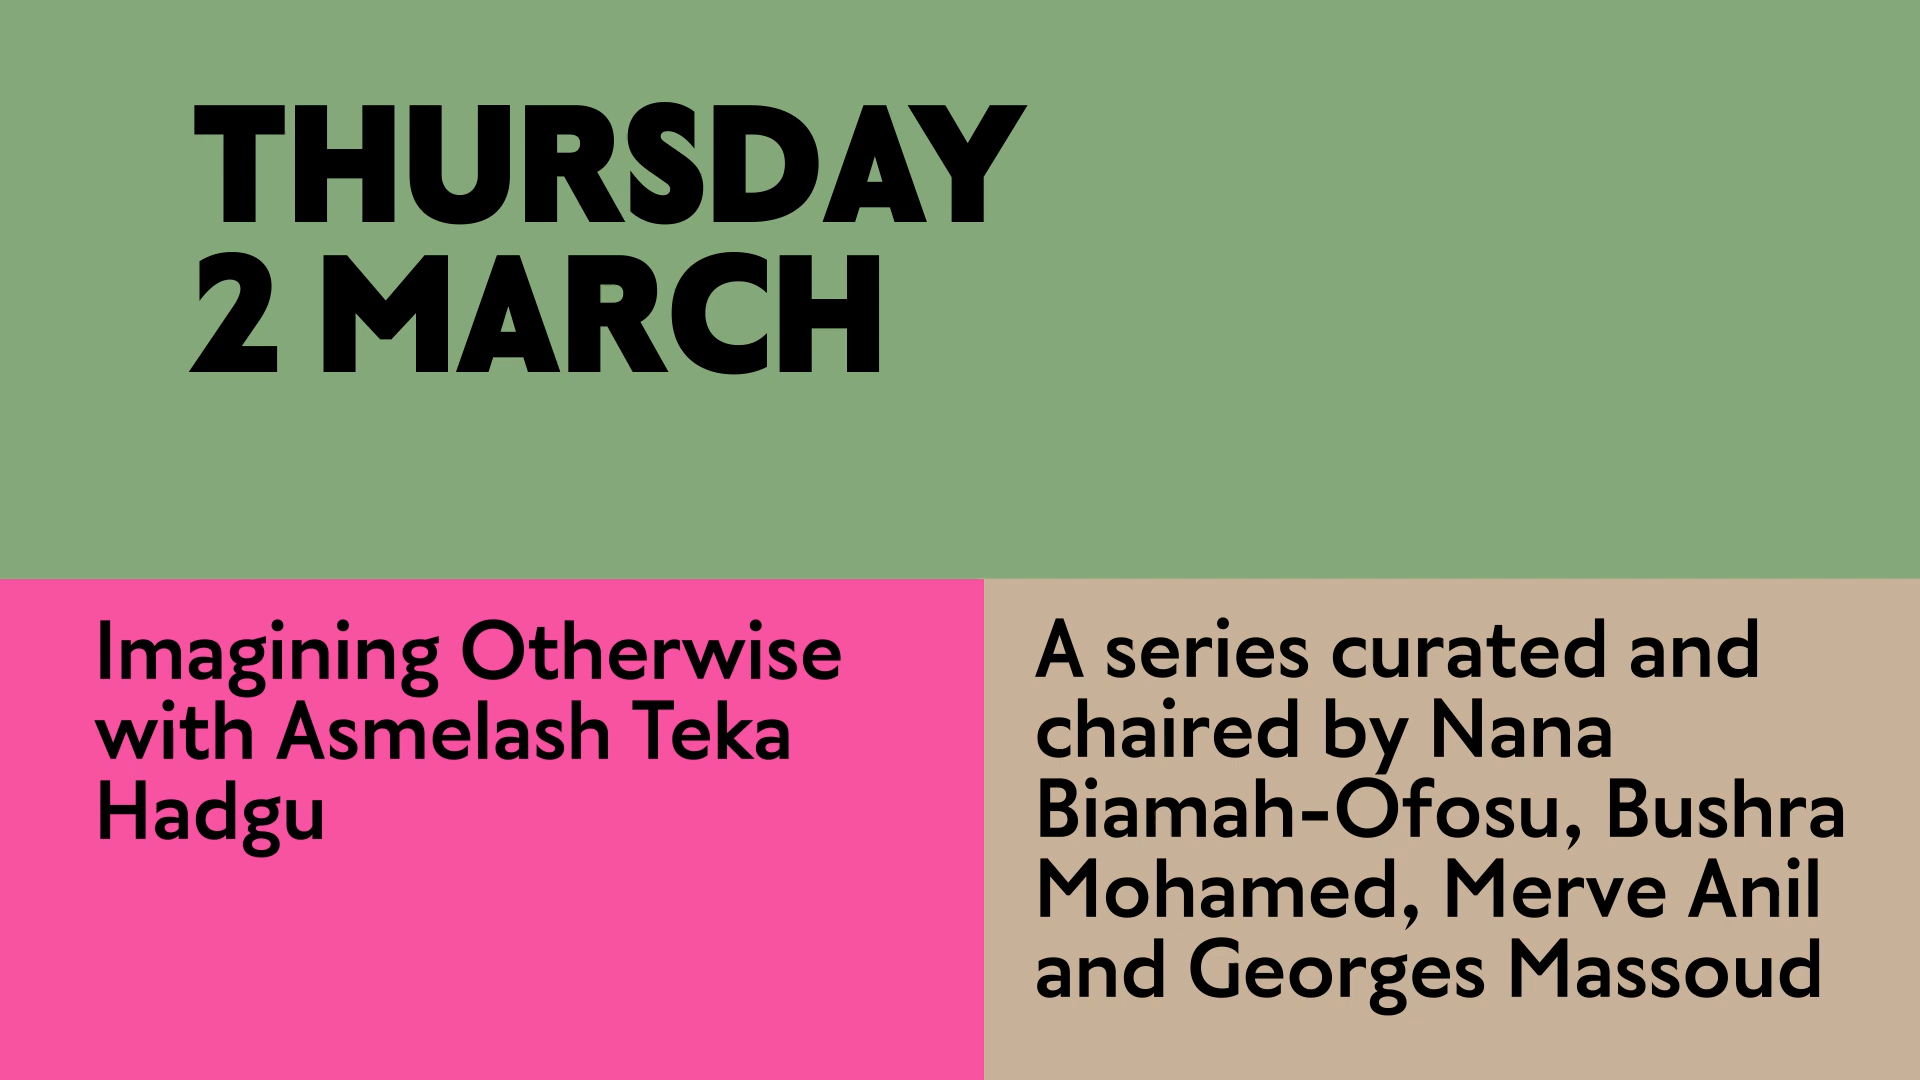 THURSDAY
2 MARCH
Imagining Otherwise
with Asmelash Teka
Hadgu
A series curated and
chaired by Nana
Biamah-Ofosu, Bushra
Mohamed, Merve Anil
and Georges Massoud